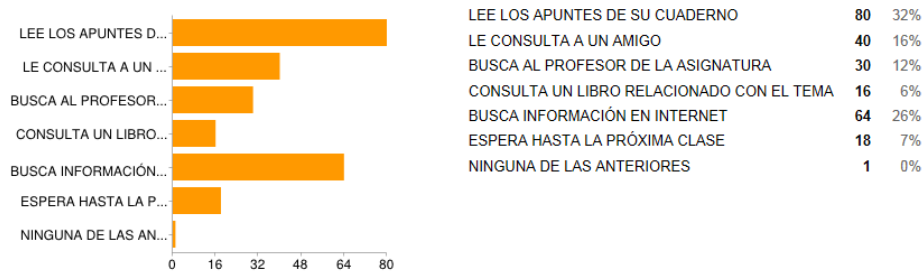 LEE LOS APUNTES D...
LE CONSULTA A UN ...
BUSCA AL PROFESOR...
CONSULTA UN LIBRO...
BUSCA INFORMACIÓN...
ESPERA HASTA LA P...
NINGUNA DE LAS AN...
0 16 32 48 64 80
LEE LOS APUNTES DE SU CUADERNO 80 32%
LE CONSULTA A UN AMIGO 40 16%
BUSCA AL PROFESOR DE LA ASIGNATURA 30 12%
CONSULTA UN LIBRO RELACIONADO CON EL TEMA 16 6%
BUSCA INFORMACIÓN EN INTERNET 64 26%
ESPERA HASTA LA PRÓXIMA CLASE 18 7%
NINGUNA DE LAS ANTERIORES 1 0%